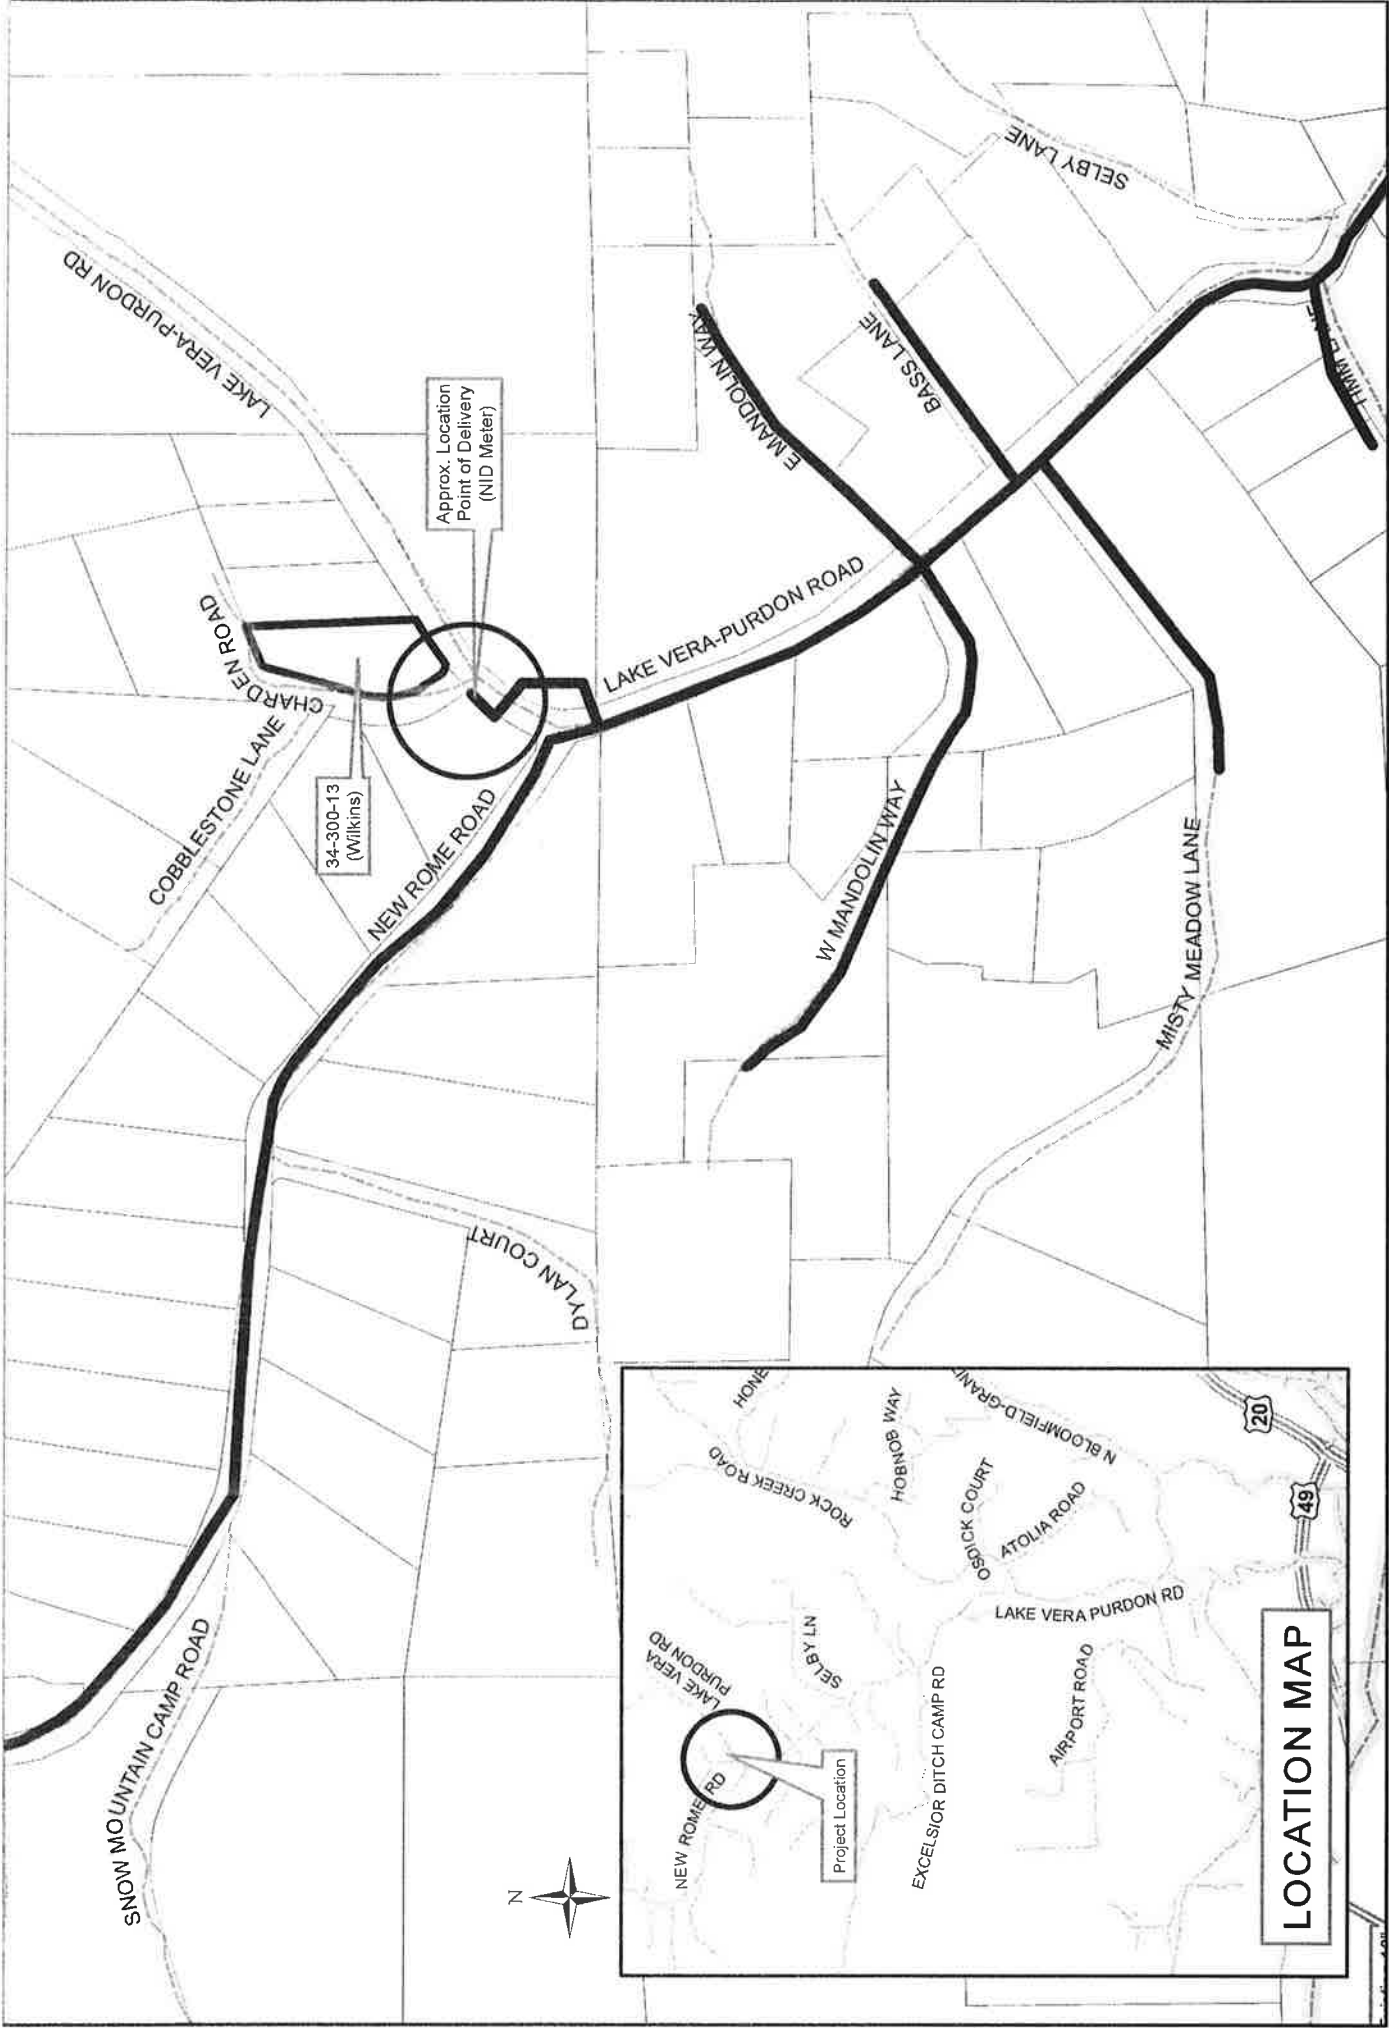 LAKE VERA-PURDON RD
CHARDEN ROAD
COBBLESTONE LANE
34-300-13
(Wilkins)
Approx. Location
Point of Delivery
(NID Meter)
NEW ROME ROAD
LAKE VERA-PURDON ROAD
E MANDOLIN WAY
BASS LANE
SELBY LANE
W MANDOLIN WAY
MISTY MEADOW LANE
DYLAN COURT
SNOW MOUNTAIN CAMP ROAD
N
HONE
ROCK CREEK ROAD
HOBNOB WAY
N BLOOMFIELD-GRANI
OSDICK COURT
ATOLIA ROAD
LAKE VERA
PURDON RD
SELBY LN
NEW ROME RD
Project Location
LAKE VERA PURDON RD
EXCELSIOR DITCH CAMP RD
AIRPORT ROAD
20
49
LOCATION MAP